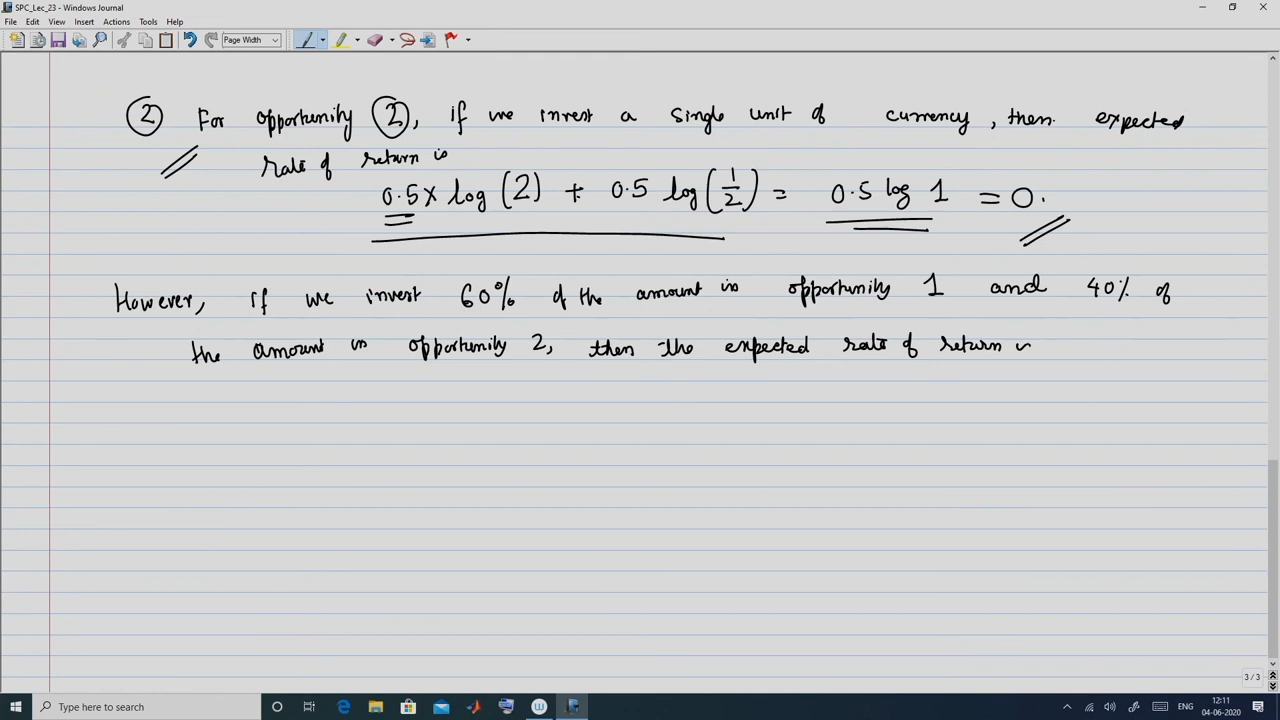 SPC_Lec_23 - Windows Journal
File Edit View Insert Actions Tools Help
Page Width
② For opportunity ②, if we invest a single unit of currency, then expected
rate of return is
0.5 x log (2) + 0.5 log (1/2) = 0.5 log 1 = 0.
However, if we invest 60% of the amount in opportunity 1 and 40% of
the amount in opportunity 2, then the expected rate of return
3 / 3
Type here to search
ENG
12:11
04-06-2020